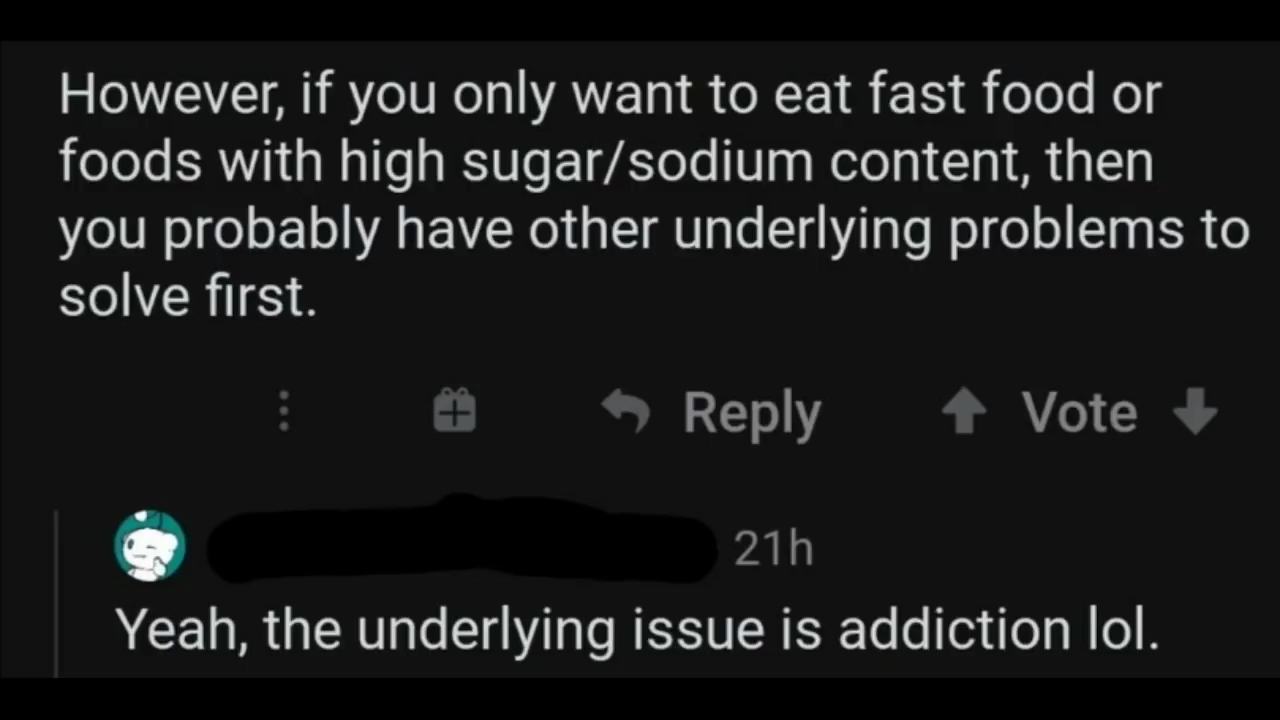 However, if you only want to eat fast food or
foods with high sugar/sodium content, then
you probably have other underlying problems to
solve first.
Reply Vote
21h
Yeah, the underlying issue is addiction lol.